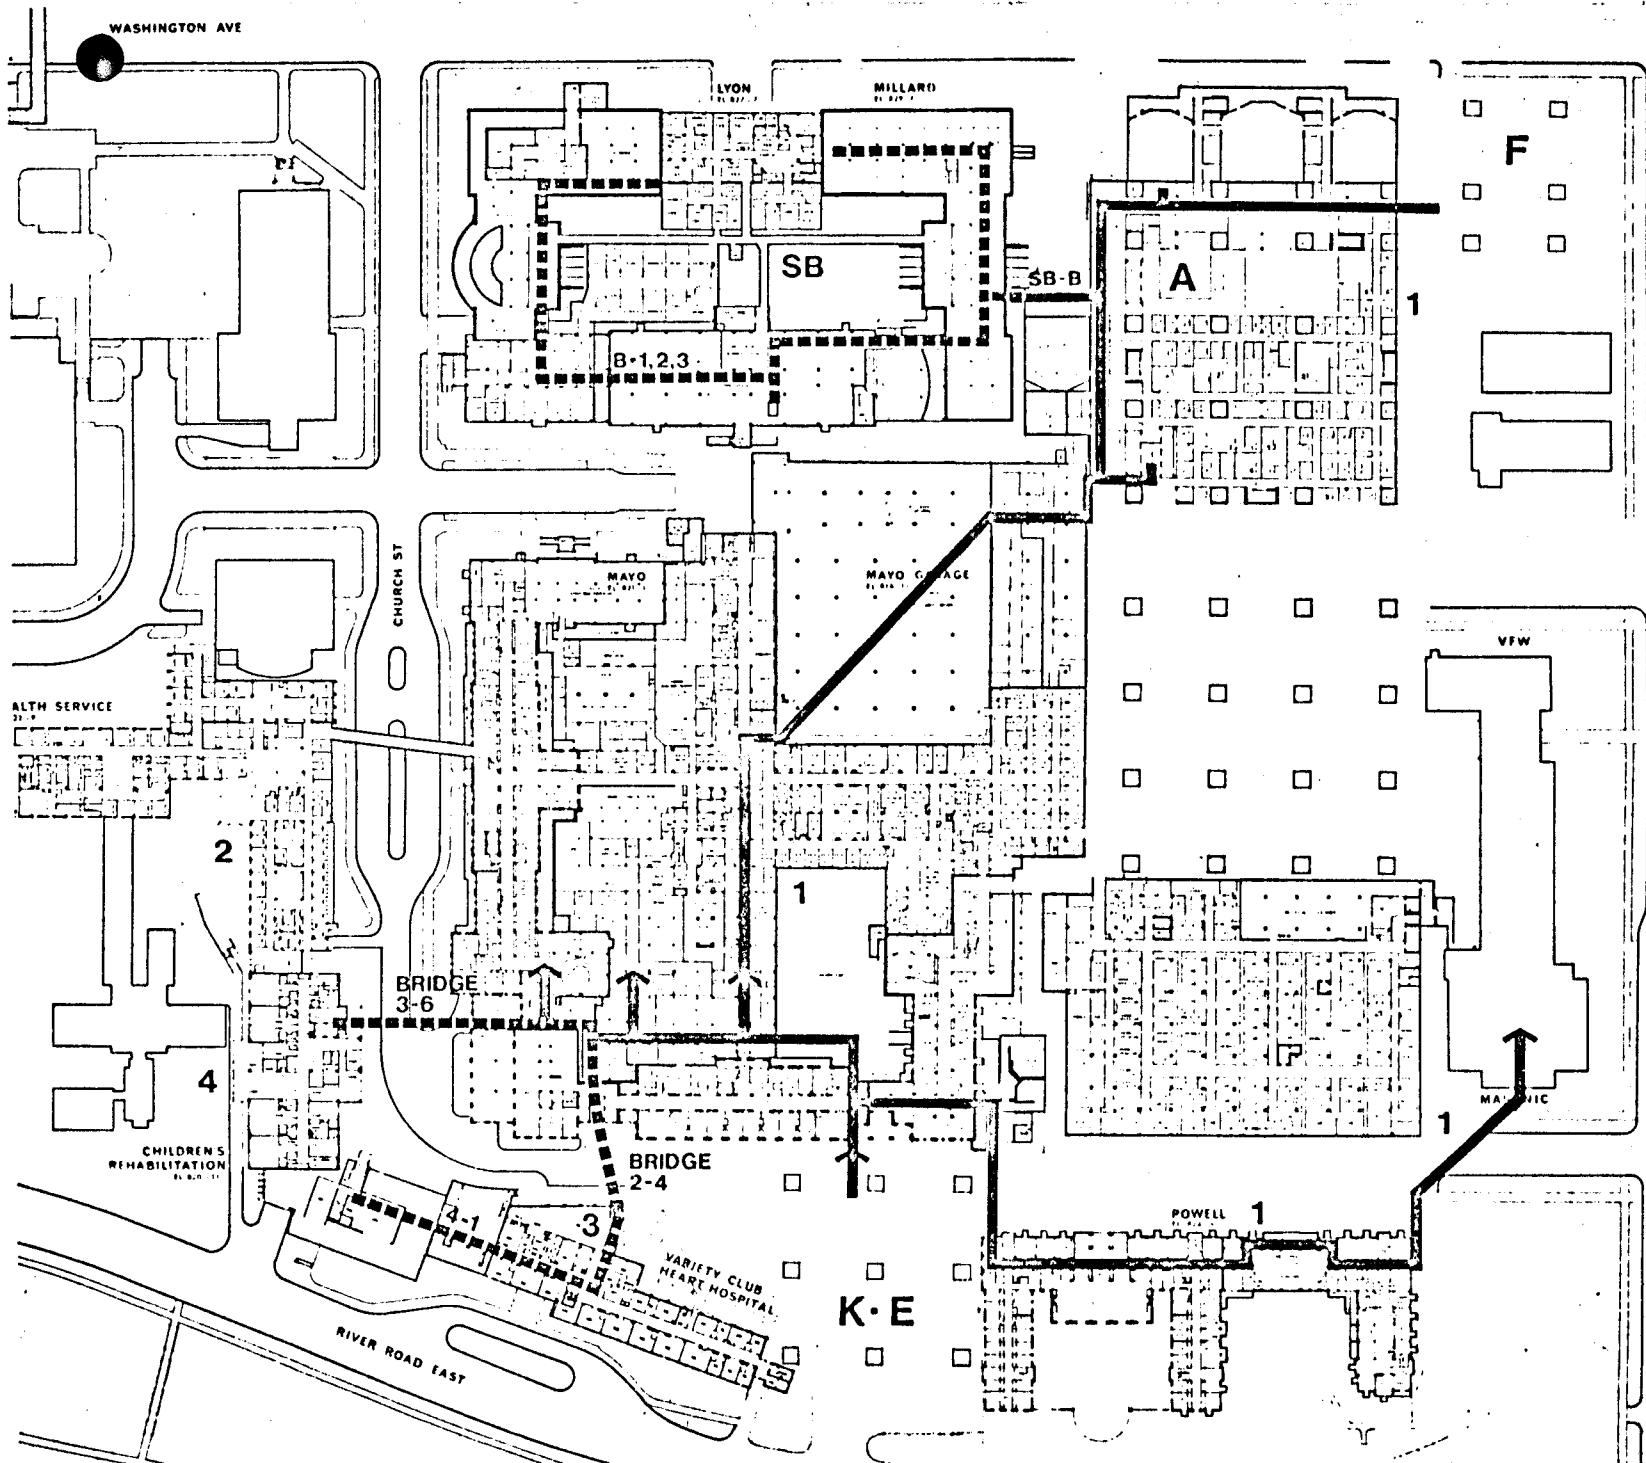 WASHINGTON AVE
LYON
MILLARD
F
SB
SB-B
A
1
B·1,2,3
CHURCH ST
MAYO
MAYO GARAGE
VFW
ALTH SERVICE
2
1
BRIDGE
3-6
4
1
CHILDRENS
REHABILITATION
BRIDGE
2-4
4-1
3
POWELL
1
VARIETY CLUB
HEART HOSPITAL
K·E
RIVER ROAD EAST